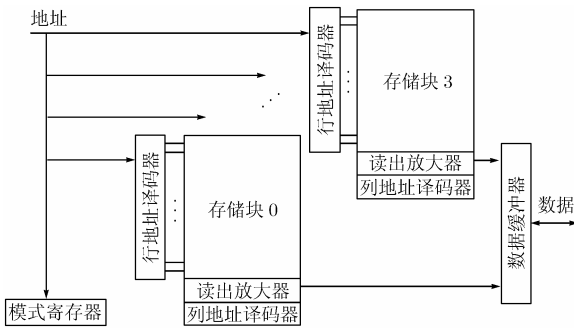 地址
行地址译码器
存储块 3
读出放大器
列地址译码器
行地址译码器
存储块 0
读出放大器
列地址译码器
数据缓冲器
数据
模式寄存器